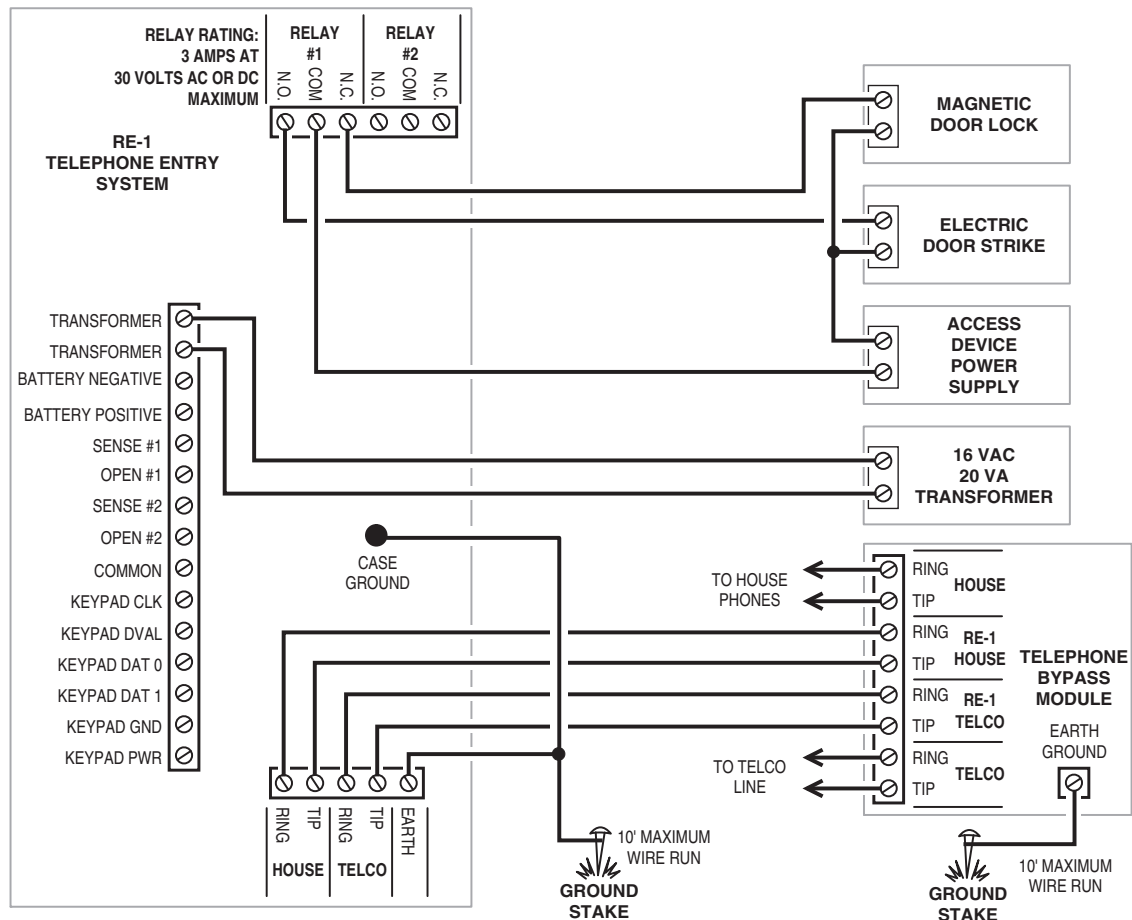 RELAY RATING:
3 AMPS AT
30 VOLTS AC OR DC
MAXIMUM
RELAY
#1
RELAY
#2
N.O.
COM
N.C.
N.O.
COM
N.C.
RE-1
TELEPHONE ENTRY
SYSTEM
MAGNETIC
DOOR LOCK
ELECTRIC
DOOR STRIKE
ACCESS
DEVICE
POWER
SUPPLY
16 VAC
20 VA
TRANSFORMER
TRANSFORMER
TRANSFORMER
BATTERY NEGATIVE
BATTERY POSITIVE
SENSE #1
OPEN #1
SENSE #2
OPEN #2
COMMON
KEYPAD CLK
KEYPAD DVAL
KEYPAD DAT 0
KEYPAD DAT 1
KEYPAD GND
KEYPAD PWR
CASE
GROUND
TO HOUSE
PHONES
RING
TIP
HOUSE
RING
TIP
RE-1
HOUSE
RING
TIP
RE-1
TELCO
RING
TIP
TELCO
TELEPHONE
BYPASS
MODULE
EARTH
GROUND
TO TELCO
LINE
RING
TIP
RING
TIP
EARTH
HOUSE
TELCO
10' MAXIMUM
WIRE RUN
GROUND
STAKE
10' MAXIMUM
WIRE RUN
GROUND
STAKE